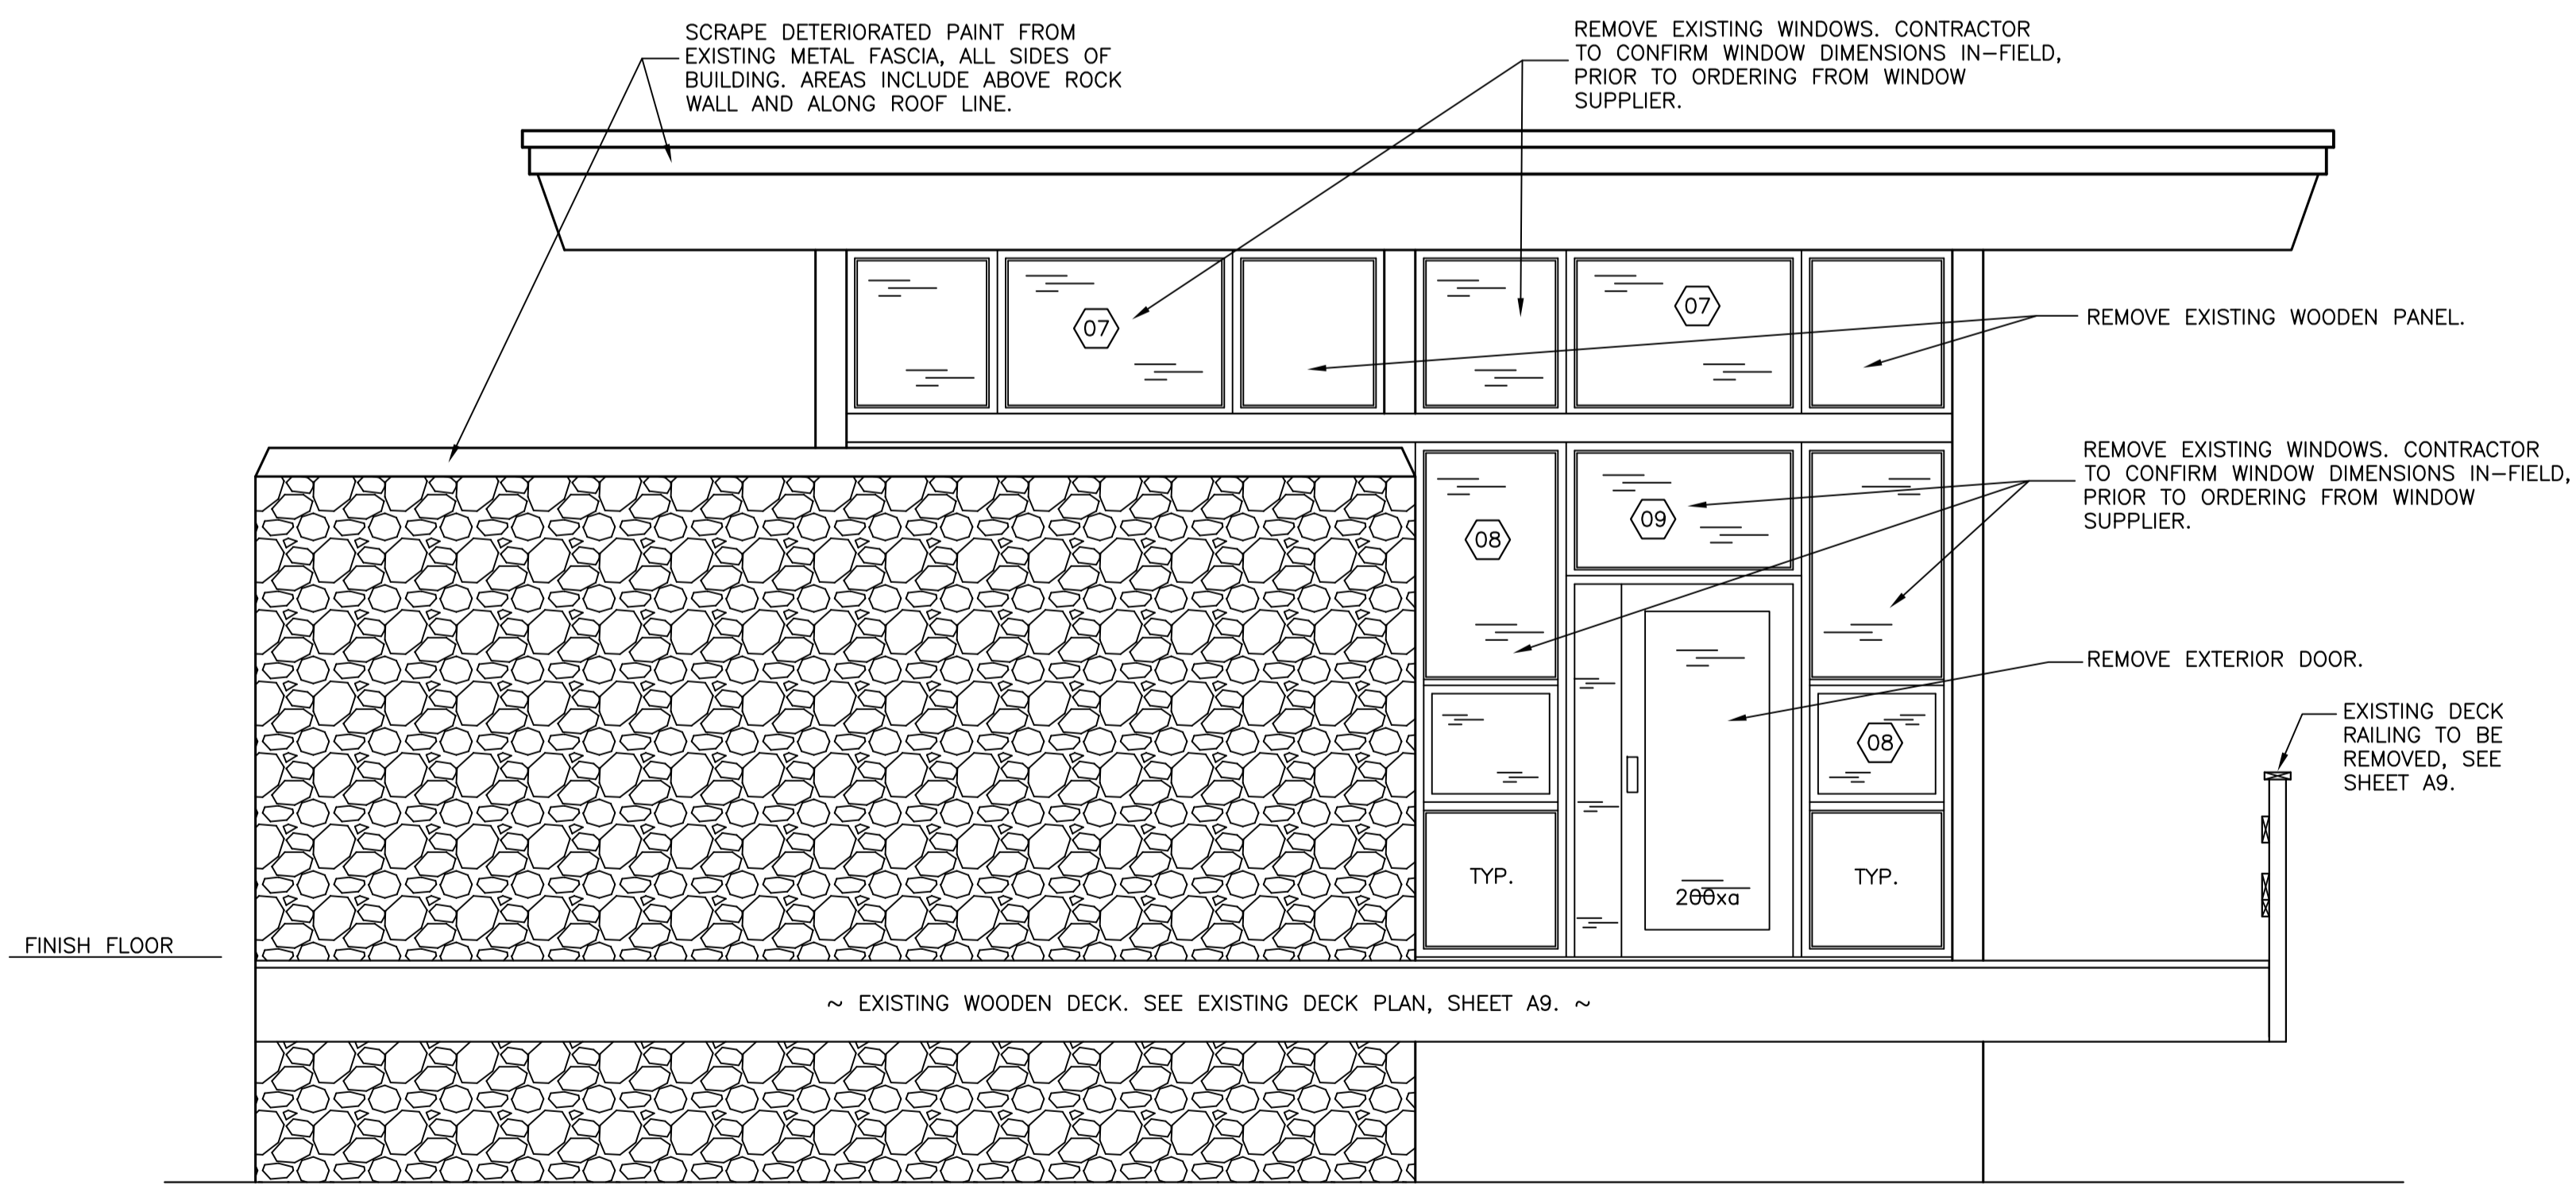 SCRAPE DETERIORATED PAINT FROM
EXISTING METAL FASCIA, ALL SIDES OF
BUILDING. AREAS INCLUDE ABOVE ROCK
WALL AND ALONG ROOF LINE.
REMOVE EXISTING WINDOWS. CONTRACTOR
TO CONFIRM WINDOW DIMENSIONS IN-FIELD,
PRIOR TO ORDERING FROM WINDOW
SUPPLIER.
07
07
REMOVE EXISTING WOODEN PANEL.
REMOVE EXISTING WINDOWS. CONTRACTOR
TO CONFIRM WINDOW DIMENSIONS IN-FIELD,
PRIOR TO ORDERING FROM WINDOW
SUPPLIER.
08
09
REMOVE EXTERIOR DOOR.
08
EXISTING DECK
RAILING TO BE
REMOVED, SEE
SHEET A9.
TYP.
200xa
TYP.
FINISH FLOOR
~ EXISTING WOODEN DECK. SEE EXISTING DECK PLAN, SHEET A9. ~